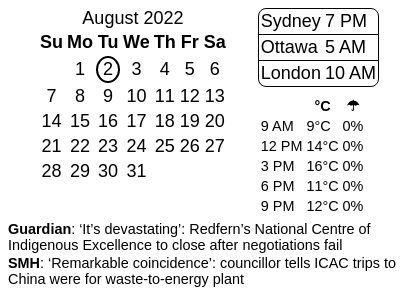 August 2022
Su Mo Tu We Th Fr Sa
1 2 3 4 5 6
7 8 9 10 11 12 13
14 15 16 17 18 19 20
21 22 23 24 25 26 27
28 29 30 31
Sydney 7 PM
Ottawa 5 AM
London 10 AM
°C ☂
9 AM 9°C 0%
12 PM 14°C 0%
3 PM 16°C 0%
6 PM 11°C 0%
9 PM 12°C 0%
Guardian: ‘It’s devastating’: Redfern’s National Centre of
Indigenous Excellence to close after negotiations fail
SMH: ‘Remarkable coincidence’: councillor tells ICAC trips to
China were for waste-to-energy plant